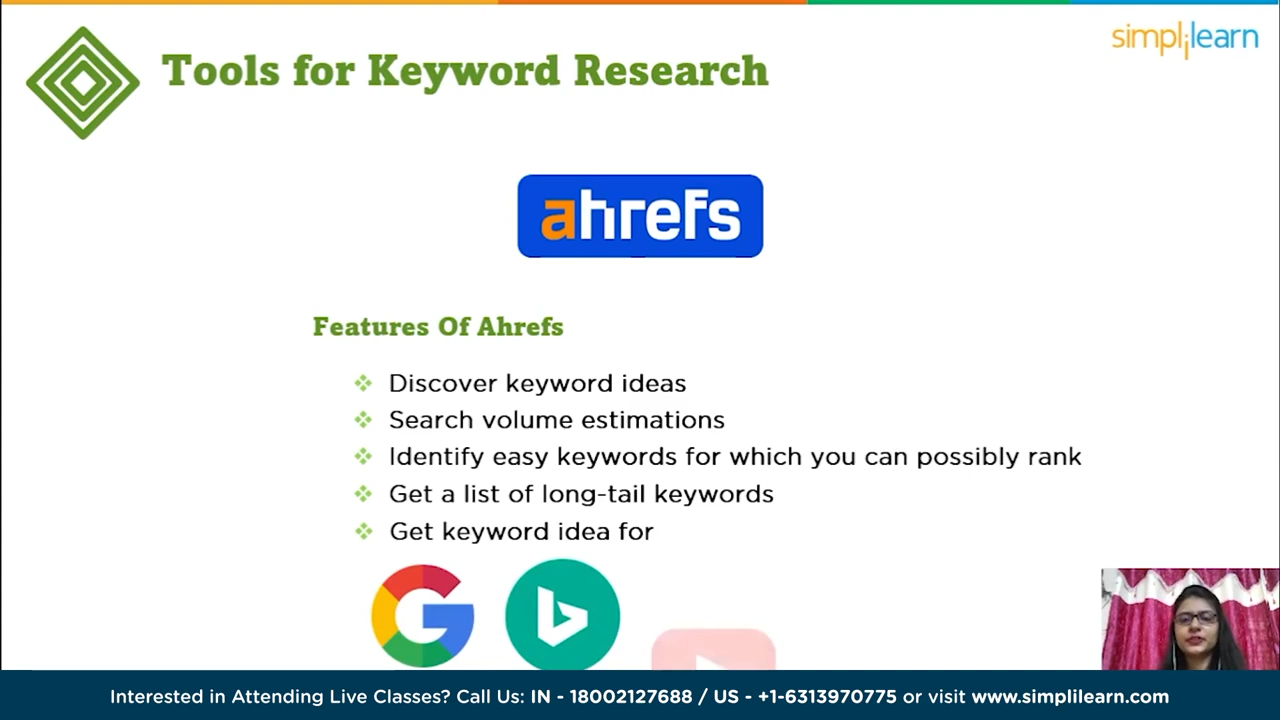 Tools for Keyword Research
simplilearn
ahrefs
Features Of Ahrefs
Discover keyword ideas
Search volume estimations
Identify easy keywords for which you can possibly rank
Get a list of long-tail keywords
Get keyword idea for
Interested in Attending Live Classes? Call Us: IN - 18002127688 / US - +1-6313970775 or visit www.simplilearn.com